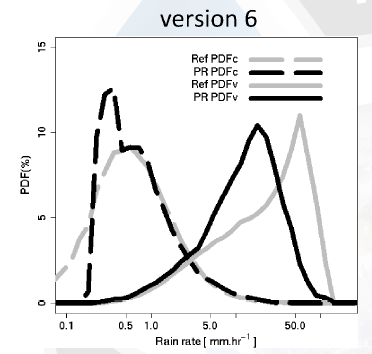 version 6
15
10
5
0
PDF(%)
Ref PDFc
PR PDFc
Ref PDFv
PR PDFv
0.1 0.5 1.0 5.0 50.0
Rain rate [ mm.hr⁻¹ ]